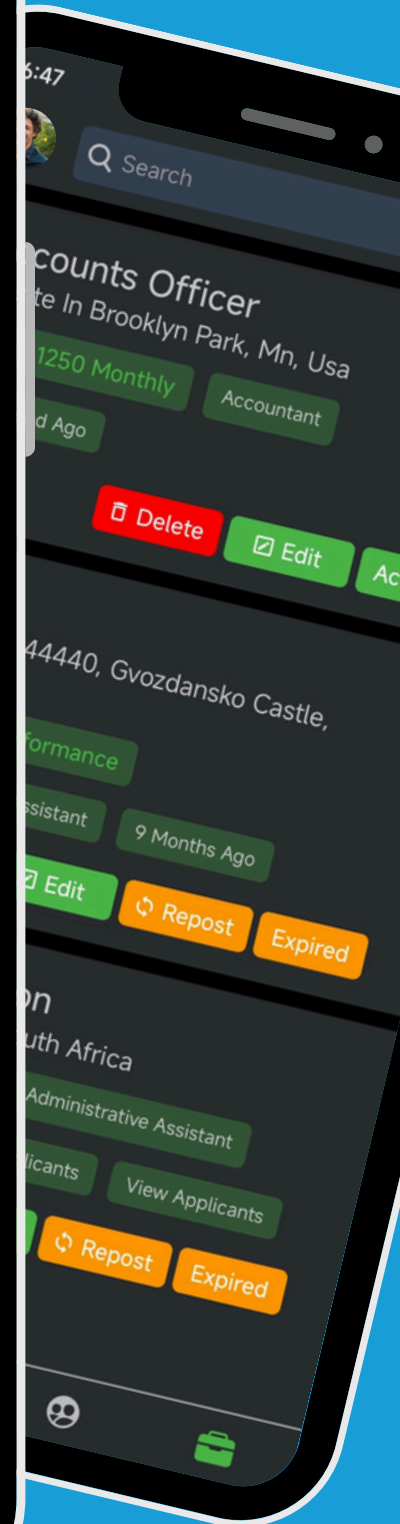 6:47
Search
counts Officer
te In Brooklyn Park, Mn, Usa
1250 Monthly Accountant
d Ago
Delete Edit Ac
44440, Gvozdansko Castle,
formance
ssistant 9 Months Ago
Edit Repost Expired
on
uth Africa
Administrative Assistant
licants View Applicants
Repost Expired